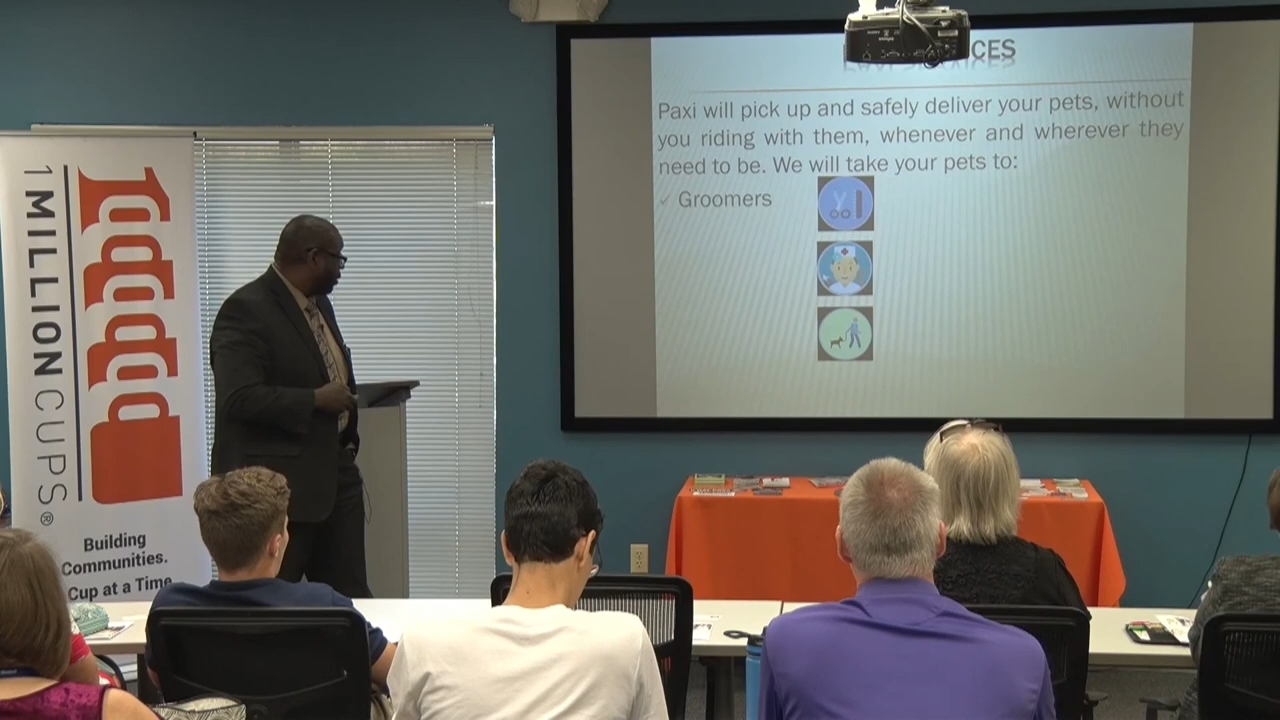 CES
Paxi will pick up and safely deliver your pets, without
you riding with them, whenever and wherever they
need to be. We will take your pets to:
✓ Groomers
1 MILLION CUPS®
Building
Communities.
Cup at a Time